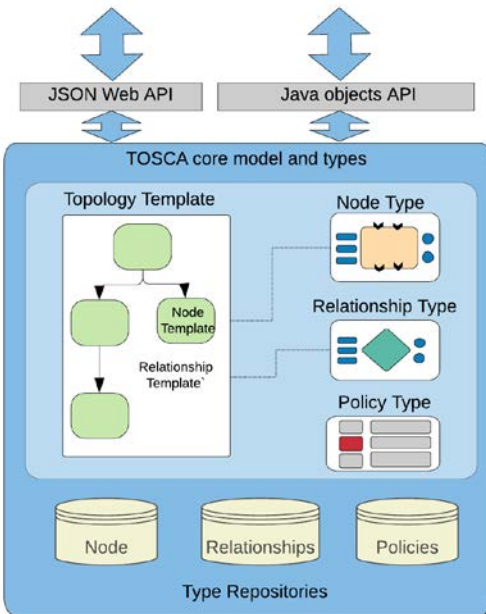 JSON Web API
Java objects API
TOSCA core model and types
Topology Template
Node
Template
Relationship
Template`
Node Type
Relationship Type
Policy Type
Node
Relationships
Policies
Type Repositories